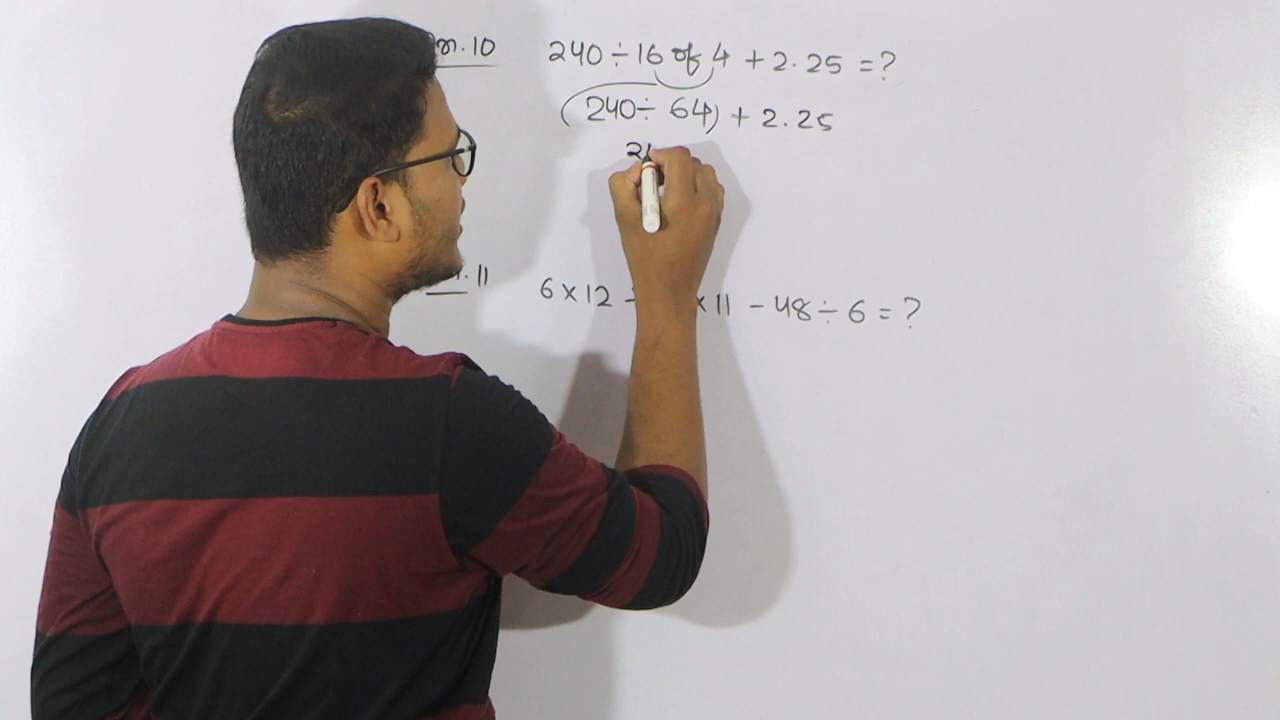 10 240 ÷ 16 of 4 + 2.25 = ?
(240 ÷ 64) + 2.25
11 6 × 12 × 11 - 48 ÷ 6 = ?